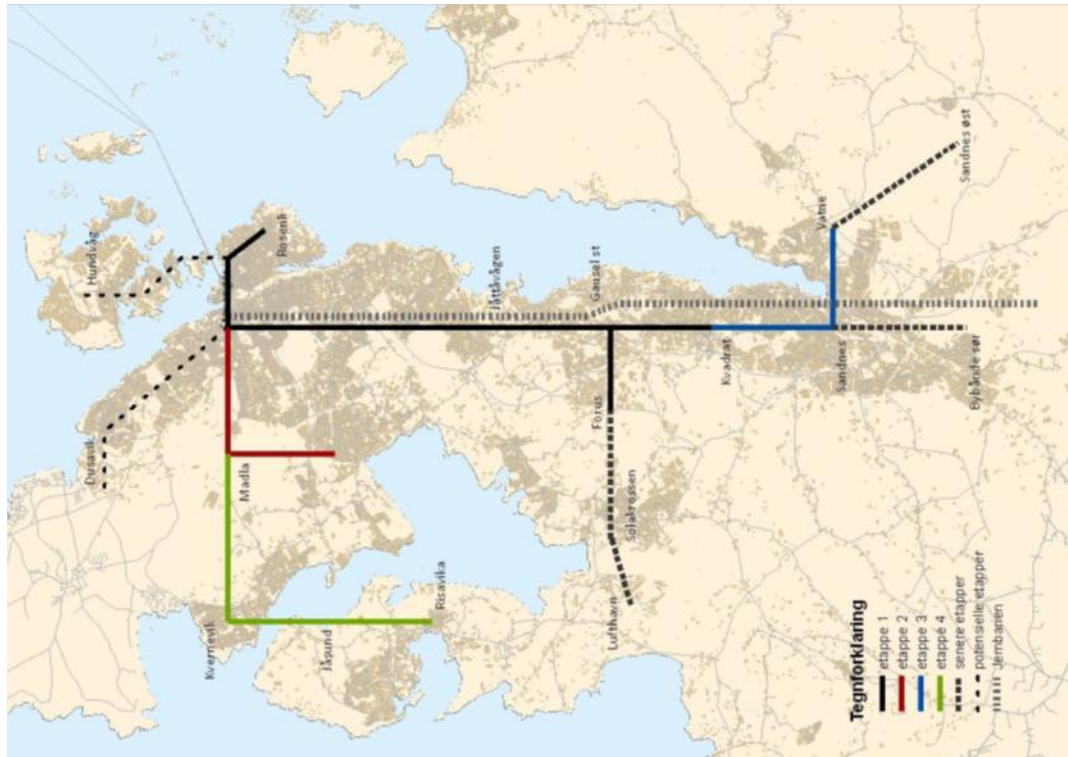 Hundvåg
Rosenli
Dusavik
Madla
Kvernevik
Jåsund
Risavika
Jåttåvågen
Gausel st
Forus
Solakrossen
Lufthavn
Kvadrat
Vatne
Sandnes
Sandnes øst
Bybånde sør
Tegnforklaring
etappe 1
etappe 2
etappe 3
etappe 4
senere etapper
potensielle etapper
Jernbanen